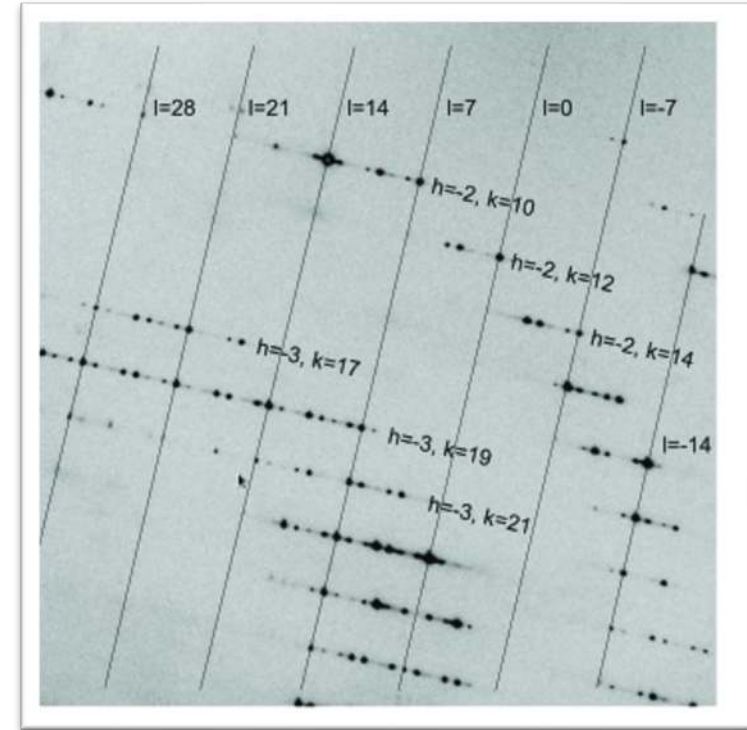 l=28 l=21 l=14 l=7 l=0 l=-7
h=-2, k=10
h=-2, k=12
h=-2, k=14
h=-3, k=17
l=-14
h=-3, k=19
h=-3, k=21